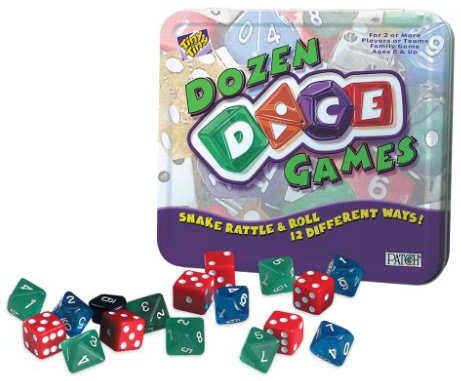 Tiny Tins
For 2 or More
Players or Teams
Family Game
Ages 8 & Up
DOZEN
DICE
GAMES
SHAKE RATTLE & ROLL
12 DIFFERENT WAYS!
PATCH